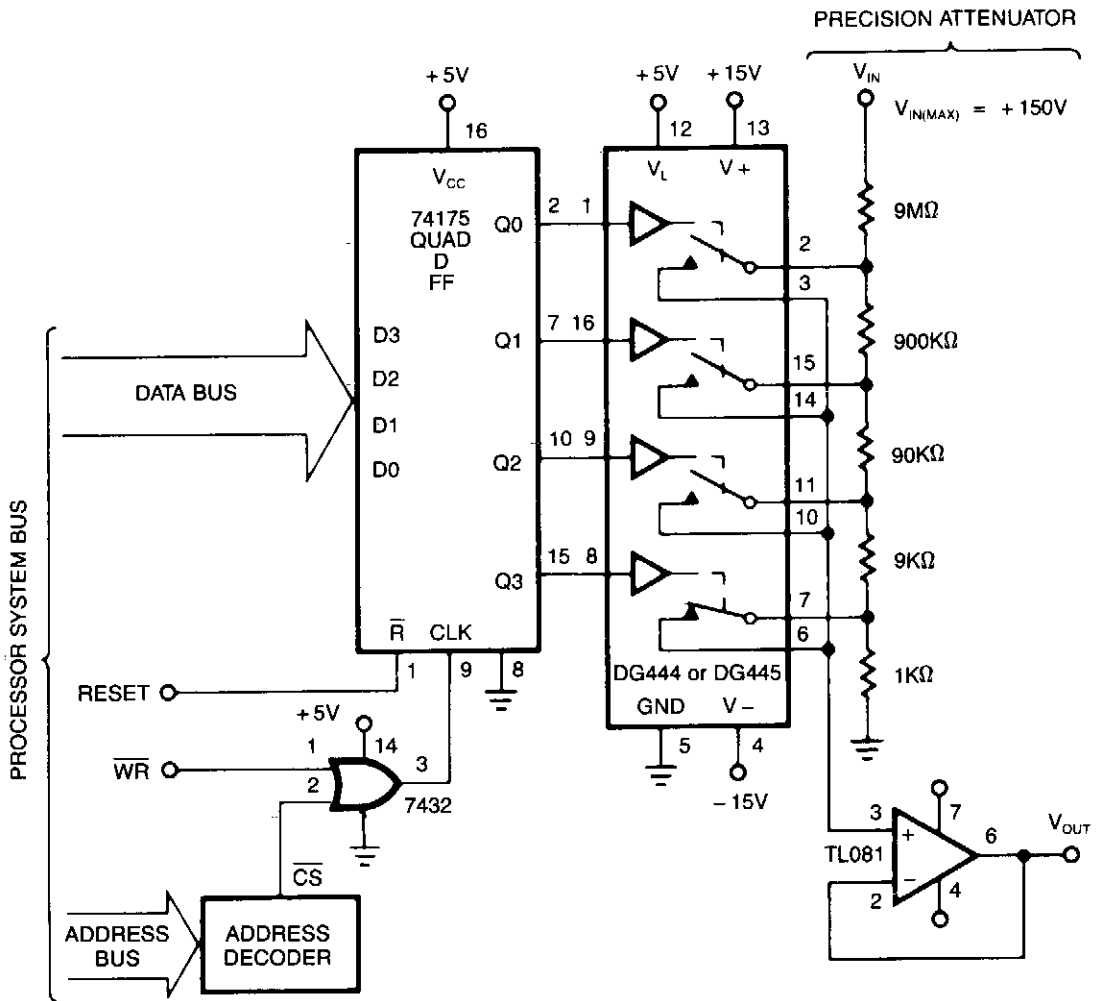 PRECISION ATTENUATOR
+5V
+5V
+15V
V_IN
V_IN(MAX) = +150V
16
12
13
V_CC
V_L
V+
74175
QUAD
D
FF
Q0
2
1
2
3
9MΩ
D3
D2
D1
D0
Q1
7
16
15
14
900KΩ
DATA BUS
Q2
10
9
11
10
90KΩ
Q3
15
8
7
6
9KΩ
R̅
CLK
1
9
8
DG444 or DG445
GND
V−
5
4
−15V
1KΩ
PROCESSOR SYSTEM BUS
RESET
+5V
14
W̅R̅
1
2
3
7432
C̅S̅
ADDRESS
BUS
ADDRESS
DECODER
3
+
7
TL081
6
V_OUT
−
2
4